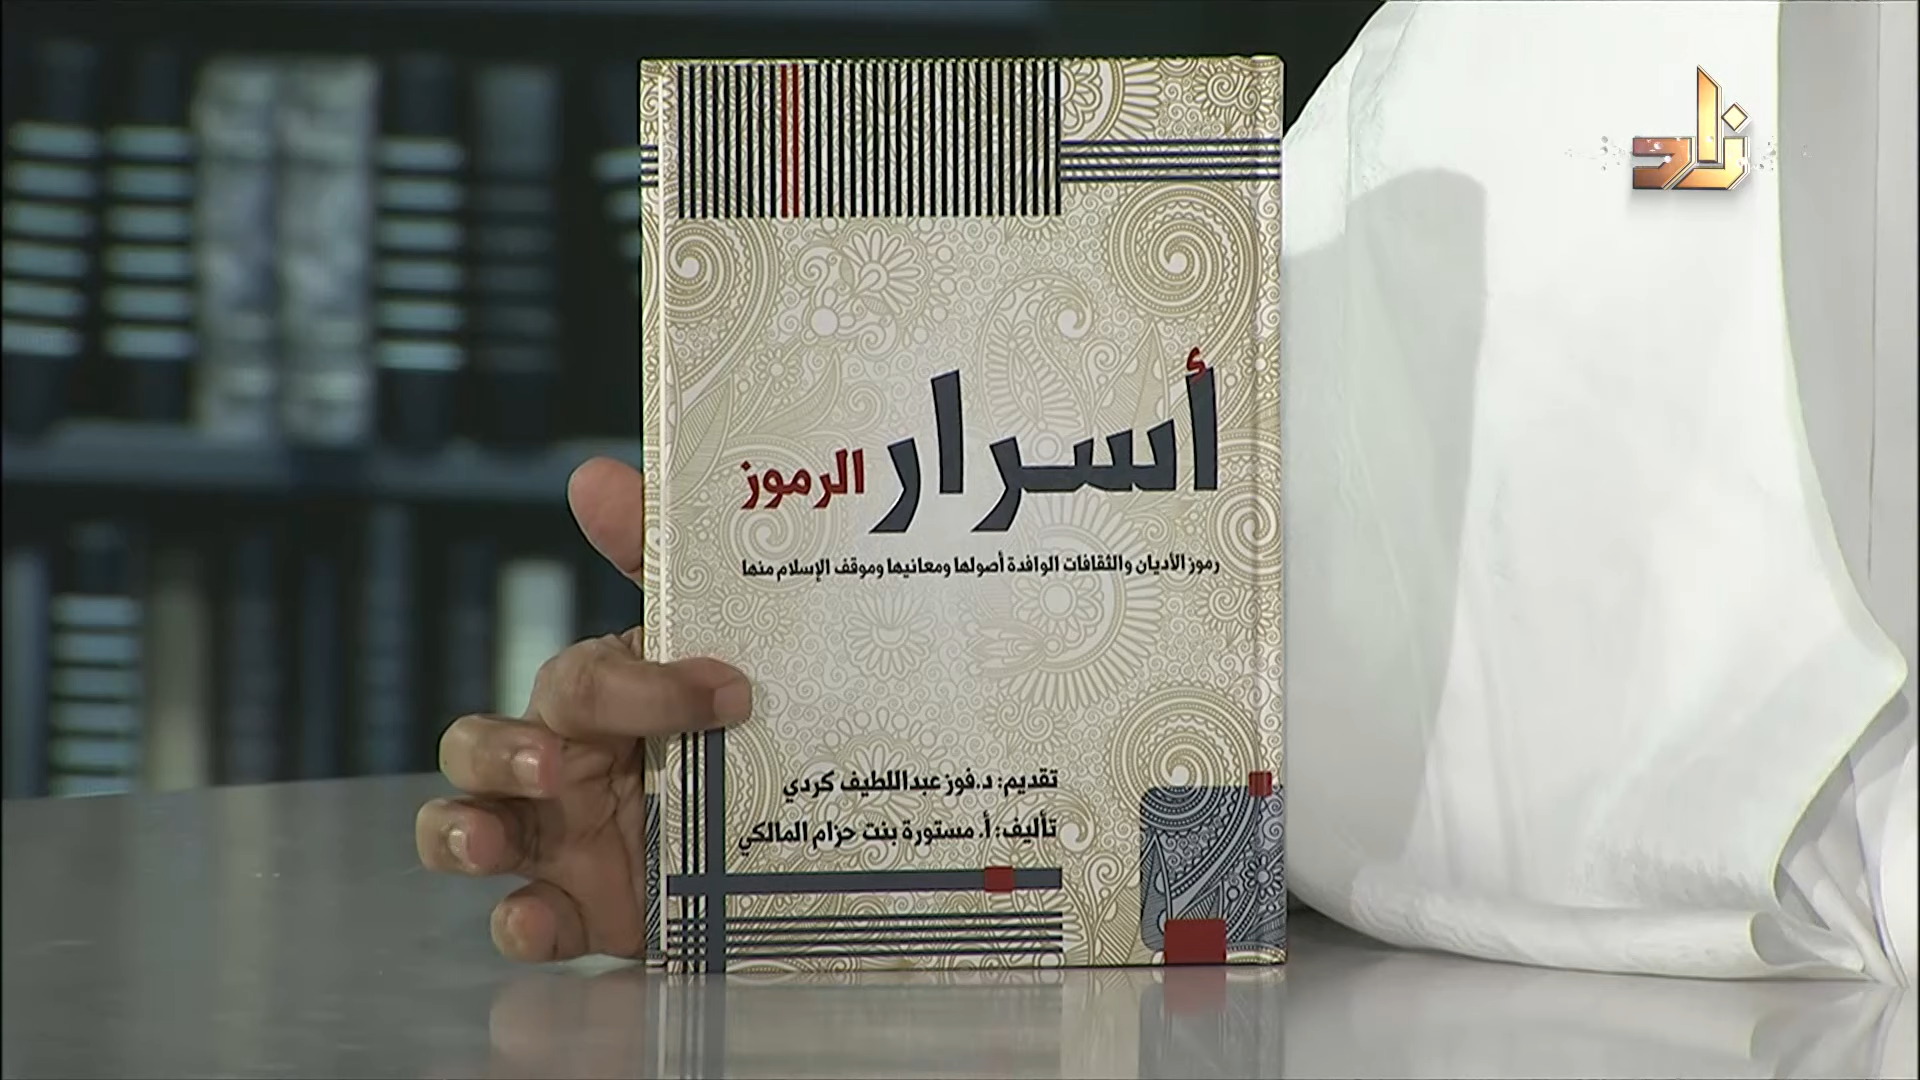 زاد
أسرار الرموز
رموز الأديان والثقافات الوافدة أصولها ومعانيها وموقف الإسلام منها
تقديم: د.فوز عبداللطيف كردي
تأليف: أ. مستورة بنت حزام المالكي